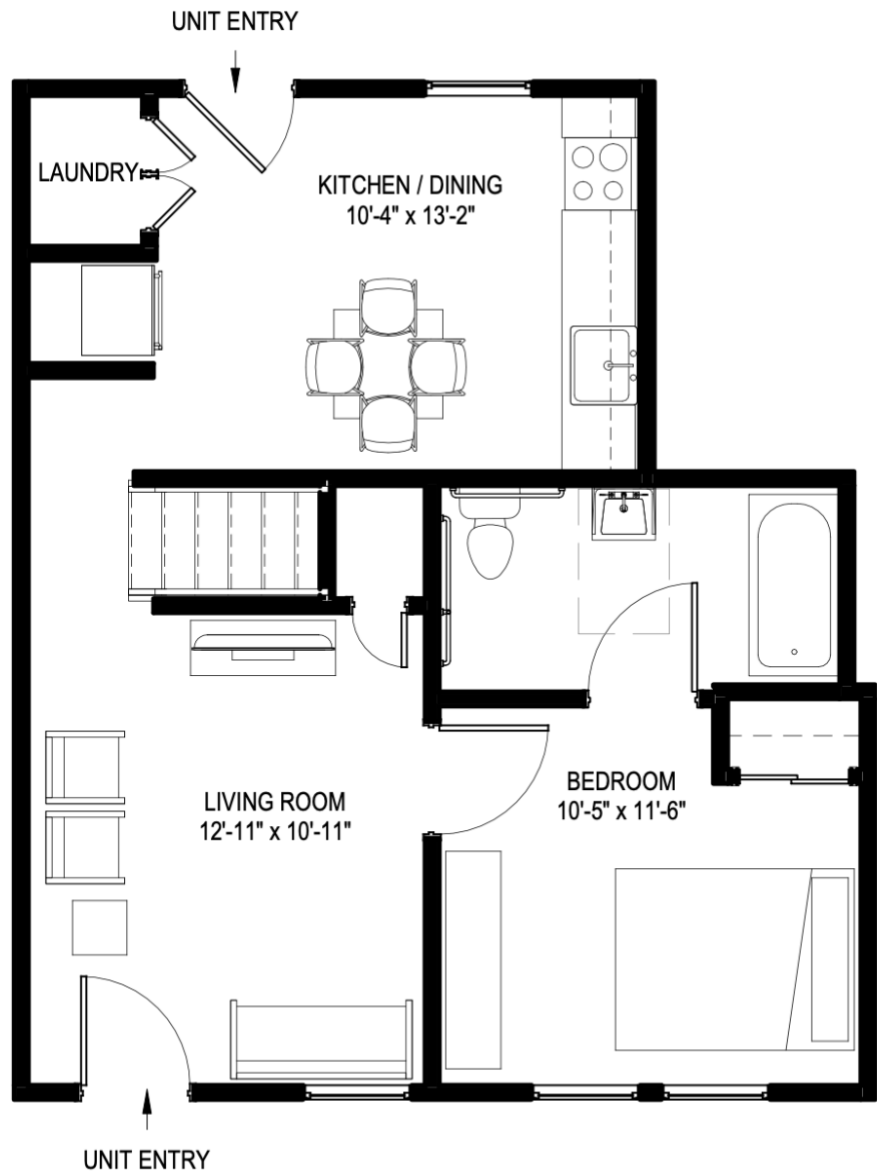 UNIT ENTRY
LAUNDRY
KITCHEN / DINING
10'-4" x 13'-2"
LIVING ROOM
12'-11" x 10'-11"
BEDROOM
10'-5" x 11'-6"
UNIT ENTRY